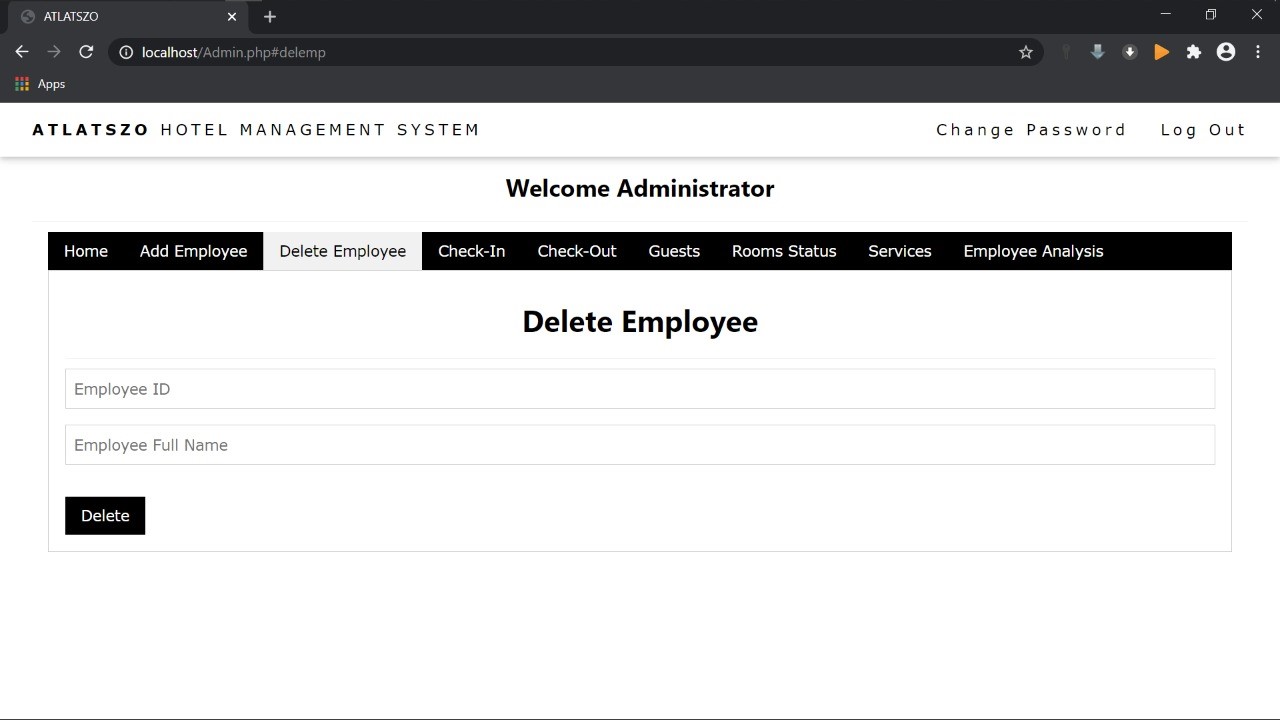 ATLATSZO
localhost/Admin.php#delemp
Apps
ATLATSZO HOTEL MANAGEMENT SYSTEM Change Password Log Out
Welcome Administrator
Home Add Employee Delete Employee Check-In Check-Out Guests Rooms Status Services Employee Analysis
Delete Employee
Employee ID
Employee Full Name
Delete